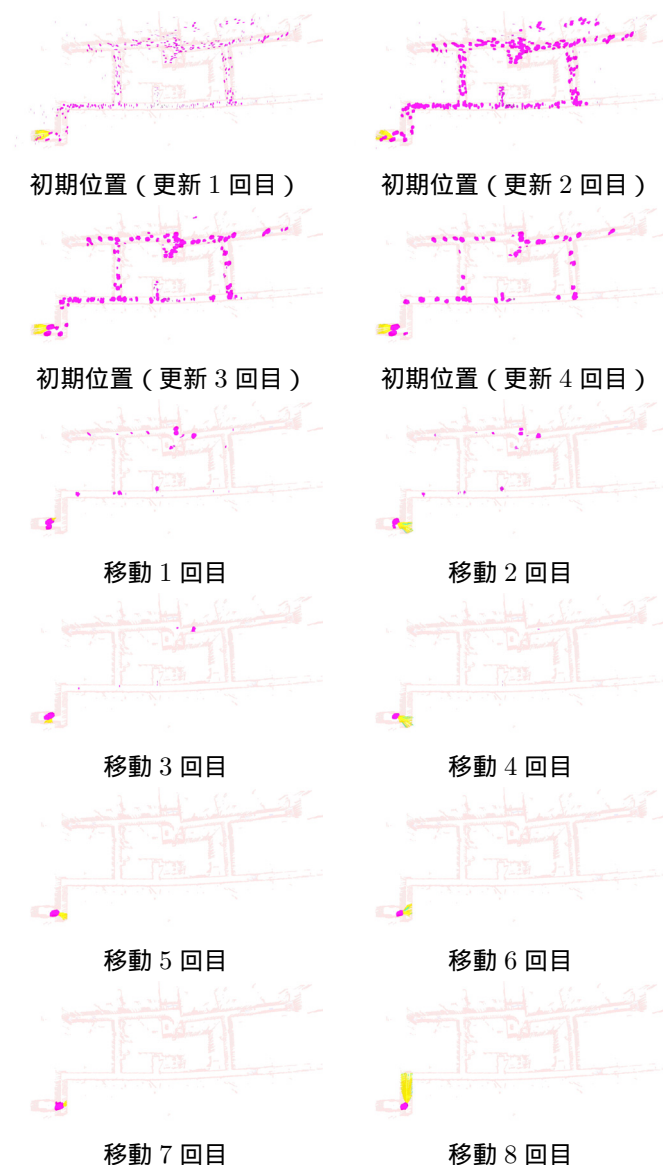 初期位置（更新 1 回目）
初期位置（更新 2 回目）
初期位置（更新 3 回目）
初期位置（更新 4 回目）
移動 1 回目
移動 2 回目
移動 3 回目
移動 4 回目
移動 5 回目
移動 6 回目
移動 7 回目
移動 8 回目